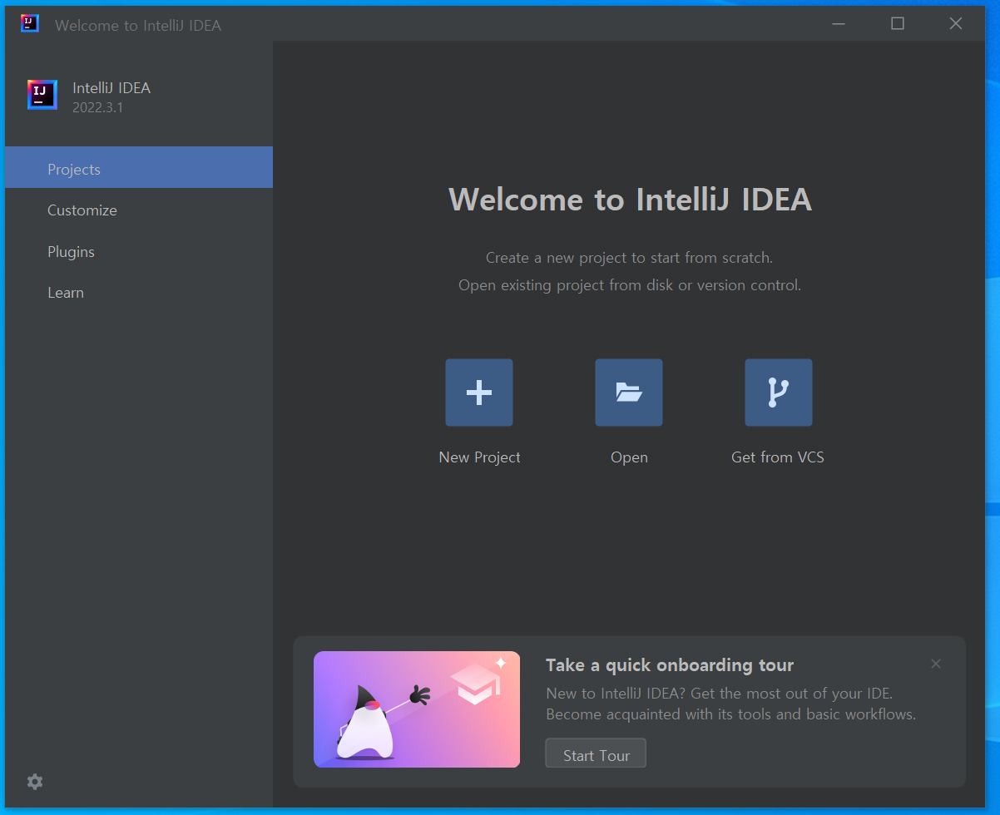 IJ
Welcome to IntelliJ IDEA
IJ
IntelliJ IDEA
2022.3.1
Projects
Customize
Plugins
Learn
Welcome to IntelliJ IDEA
Create a new project to start from scratch.
Open existing project from disk or version control.
New Project
Open
Get from VCS
Take a quick onboarding tour
New to IntelliJ IDEA? Get the most out of your IDE.
Become acquainted with its tools and basic workflows.
Start Tour